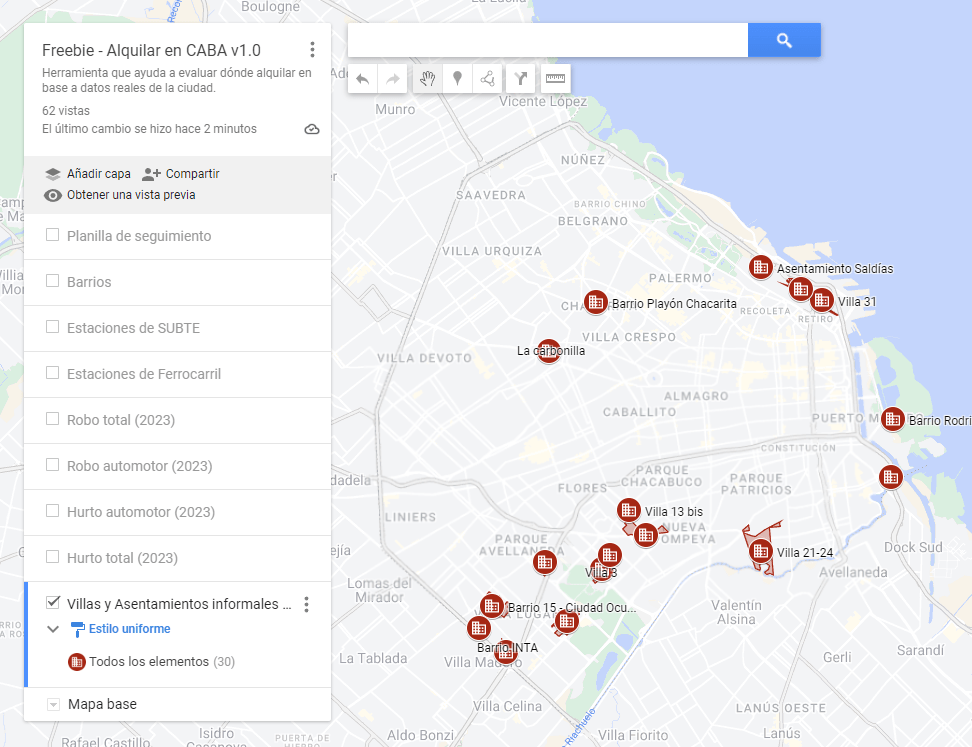 Freebie - Alquilar en CABA v1.0
Herramienta que ayuda a evaluar dónde alquilar en
base a datos reales de la ciudad.
62 vistas
El último cambio se hizo hace 2 minutos
Añadir capa
Compartir
Obtener una vista previa
Planilla de seguimiento
Barrios
Estaciones de SUBTE
Estaciones de Ferrocarril
Robo total (2023)
Robo automotor (2023)
Hurto automotor (2023)
Hurto total (2023)
Villas y Asentamientos informales ...
Estilo uniforme
Todos los elementos (30)
Mapa base
Boulogne
Munro
Vicente López
NÚÑEZ
SAAVEDRA
BARRIO CHINO
BELGRANO
VILLA URQUIZA
PALERMO
Asentamiento Saldías
Barrio Playón Chacarita
Villa 31
RECOLETA
RETIRO
VILLA CRESPO
La carbonilla
VILLA DEVOTO
ALMAGRO
CABALLITO
PUERTO M
Barrio Rodri
CONSTITUCIÓN
PARQUE
CHACABUCO
PARQUE
PATRICIOS
FLORES
LINIERS
Villa 13 bis
NUEVA
POMPEYA
PARQUE
AVELLANEDA
Villa 21-24
Dock Sud
Avellaneda
Villa 3
Lomas del
Mirador
Barrio 15 - Ciudad Ocu...
Valentín
Alsina
Barrio INTA
La Tablada
Villa Madero
Gerli
Sarandí
Villa Celina
LANÚS OESTE
Riachuelo
Isidro
Casanova
PUERTA DE
HIERRO
Aldo Bonzi
Villa Fiorito
Lanús
Rafael Castillo